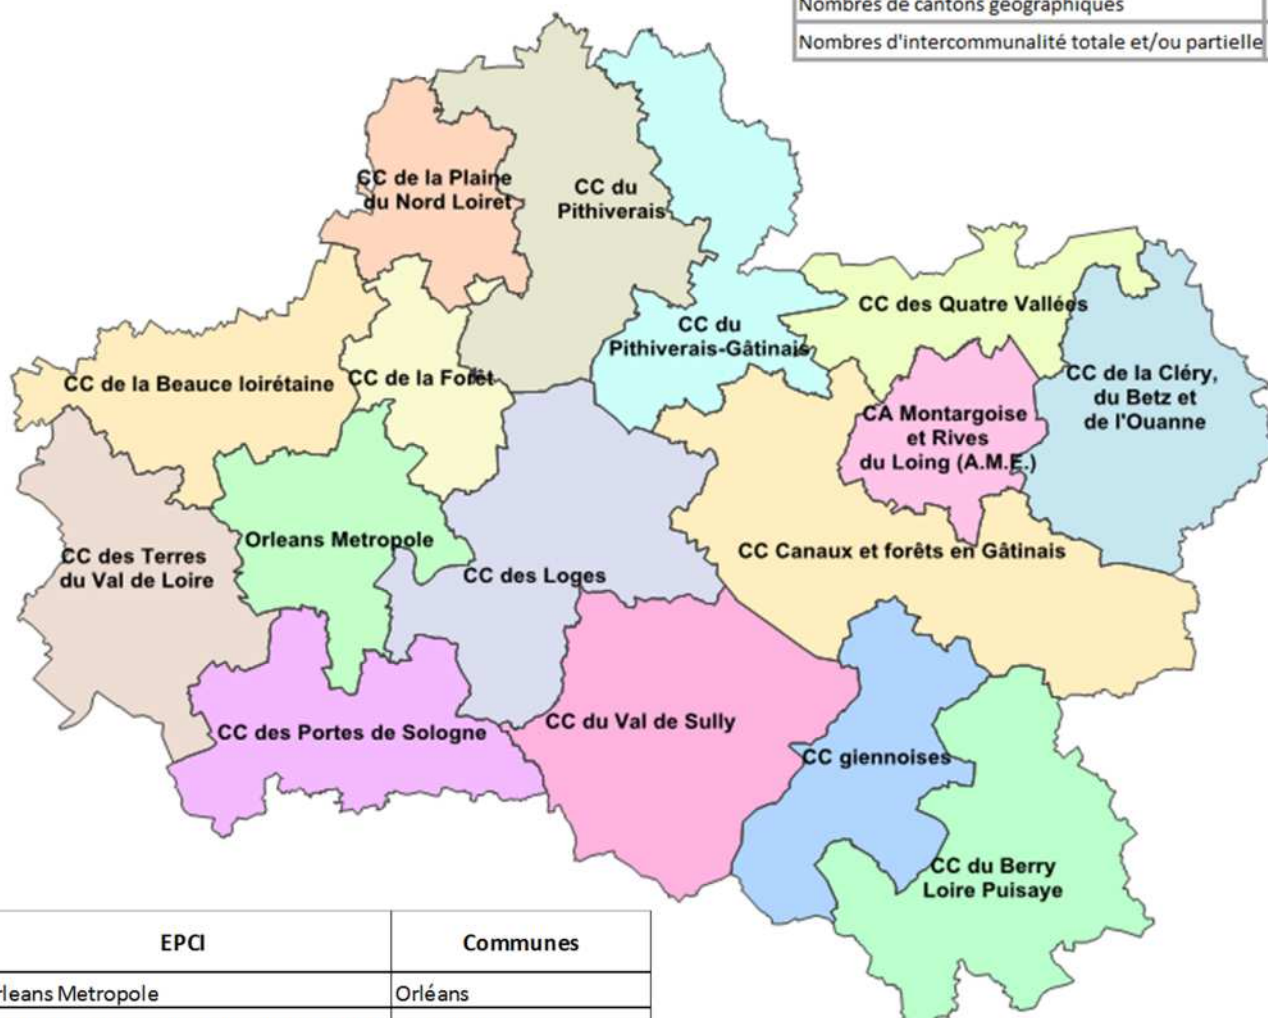 Nombres de cantons géographiques
Nombres d'intercommunalité totale et/ou partielle
CC de la Plaine
du Nord Loiret
CC du
Pithiverais
CC des Quatre Vallées
CC du
Pithiverais-Gâtinais
CC de la Beauce loirétaine
CC de la Forêt
CC de la Cléry,
du Betz et
de l'Ouanne
CA Montargoise
et Rives
du Loing (A.M.E.)
Orleans Metropole
CC Canaux et forêts en Gâtinais
CC des Terres
du Val de Loire
CC des Loges
CC du Val de Sully
CC des Portes de Sologne
CC giennoises
CC du Berry
Loire Puisaye
EPCI Communes
rleans Metropole Orléans